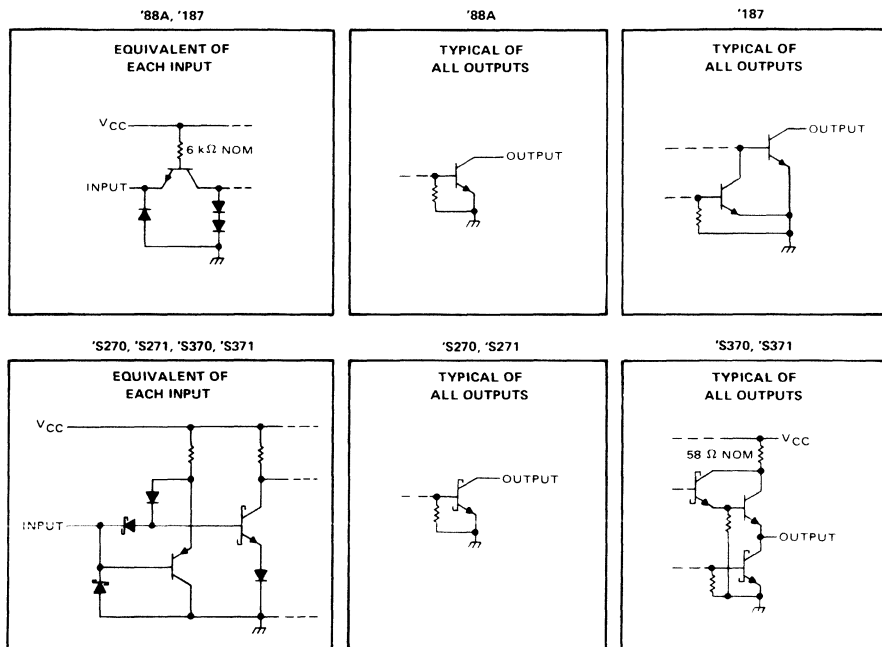 '88A, '187
EQUIVALENT OF
EACH INPUT
VCC
6 kΩ NOM
INPUT
'88A
TYPICAL OF
ALL OUTPUTS
OUTPUT
'187
TYPICAL OF
ALL OUTPUTS
OUTPUT
'S270, 'S271, 'S370, 'S371
EQUIVALENT OF
EACH INPUT
VCC
INPUT
'S270, 'S271
TYPICAL OF
ALL OUTPUTS
OUTPUT
'S370, 'S371
TYPICAL OF
ALL OUTPUTS
VCC
58 Ω NOM
OUTPUT